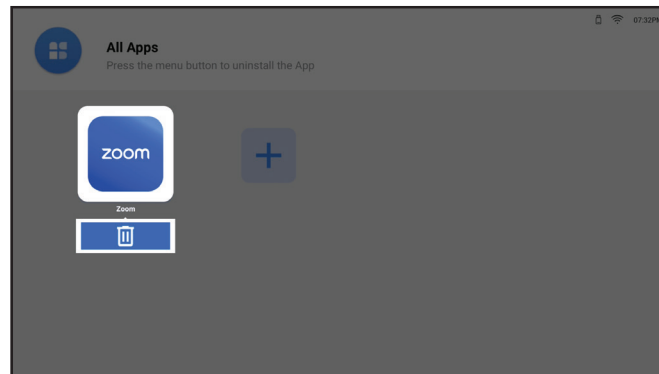 07:32PM
All Apps
Press the menu button to uninstall the App
zoom
Zoom